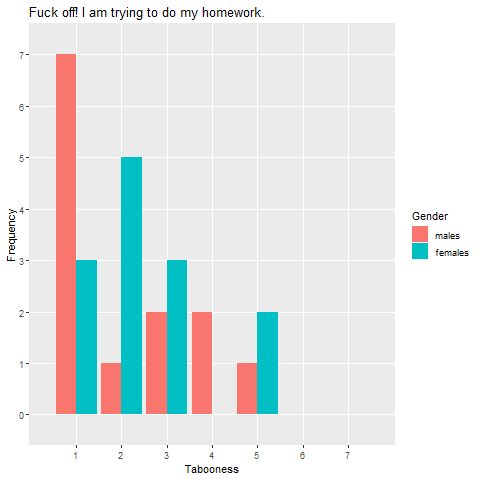 Fuck off! I am trying to do my homework.
7
6
5
4
3
2
1
0
Frequency
1 2 3 4 5 6 7
Tabooness
Gender
males
females